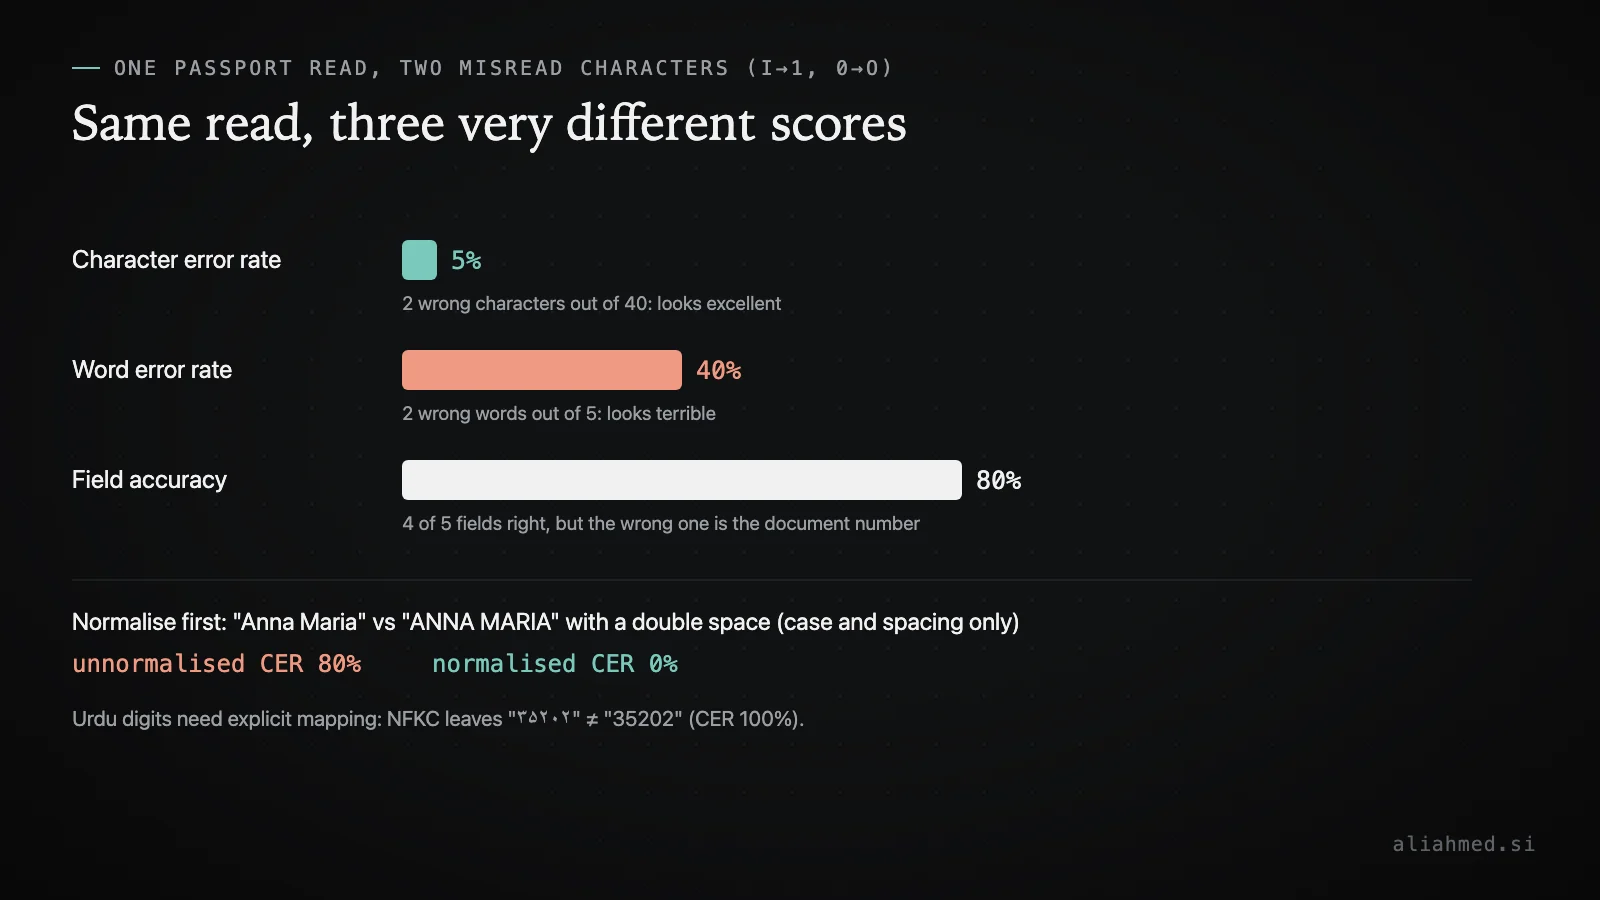 ONE PASSPORT READ, TWO MISREAD CHARACTERS (I→1, 0→O)
Same read, three very different scores
Character error rate
5%
2 wrong characters out of 40: looks excellent
Word error rate
40%
2 wrong words out of 5: looks terrible
Field accuracy
80%
4 of 5 fields right, but the wrong one is the document number
Normalise first: "Anna Maria" vs "ANNA MARIA" with a double space (case and spacing only)
unnormalised CER 80% normalised CER 0%
Urdu digits need explicit mapping: NFKC leaves "۳۵۲۰۲" ≠ "35202" (CER 100%).
aliahmed.si